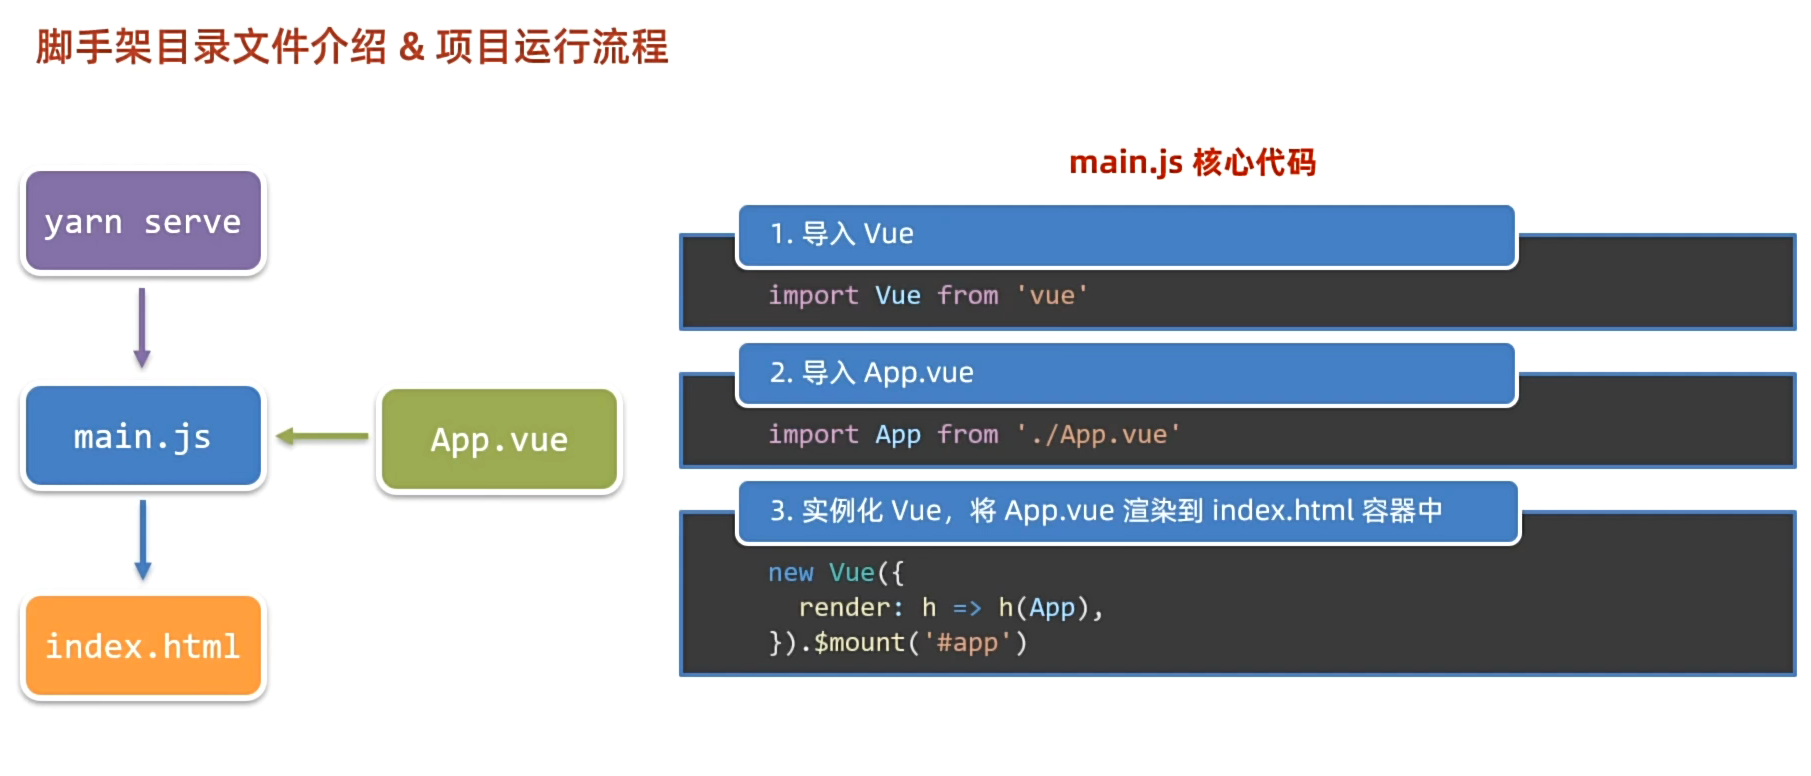 脚手架目录文件介绍 & 项目运行流程
yarn serve
main.js
App.vue
index.html
main.js 核心代码
1. 导入 Vue
import Vue from 'vue'
2. 导入 App.vue
import App from './App.vue'
3. 实例化 Vue，将 App.vue 渲染到 index.html 容器中
new Vue({
  render: h => h(App),
}).$mount('#app')